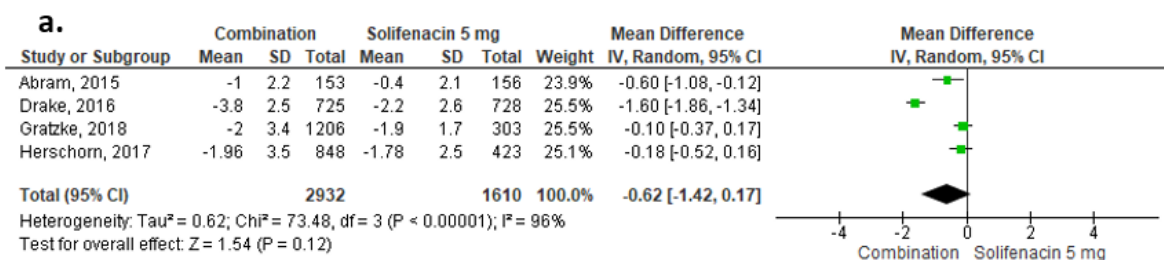 a.
Combination Solifenacin 5 mg Mean Difference Mean Difference
Study or Subgroup Mean SD Total Mean SD Total Weight IV, Random, 95% CI IV, Random, 95% CI
Abram, 2015 -1 2.2 153 -0.4 2.1 156 23.9% -0.60 [-1.08, -0.12]
Drake, 2016 -3.8 2.5 725 -2.2 2.6 728 25.5% -1.60 [-1.86, -1.34]
Gratzke, 2018 -2 3.4 1206 -1.9 1.7 303 25.5% -0.10 [-0.37, 0.17]
Herschorn, 2017 -1.96 3.5 848 -1.78 2.5 423 25.1% -0.18 [-0.52, 0.16]
Total (95% CI) 2932 1610 100.0% -0.62 [-1.42, 0.17]
Heterogeneity: Tau² = 0.62; Chi² = 73.48, df = 3 (P < 0.00001); I² = 96%
Test for overall effect: Z = 1.54 (P = 0.12)
-4 -2 0 2 4
Combination Solifenacin 5 mg